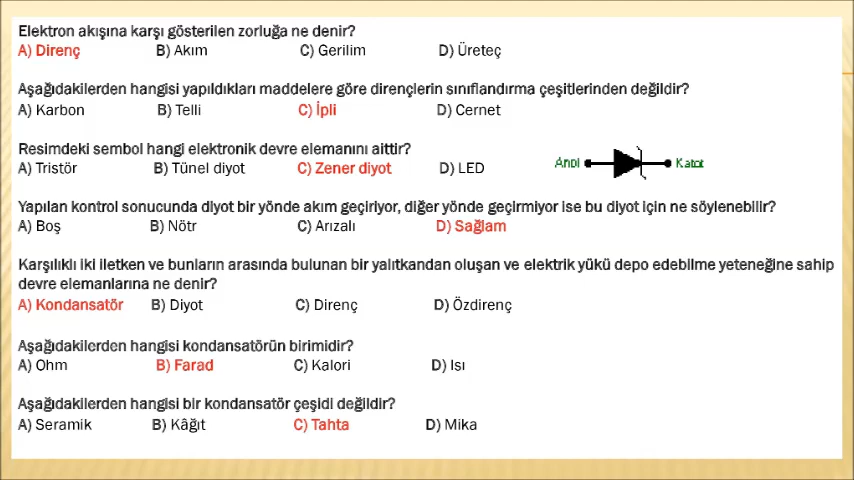 Elektron akışına karşı gösterilen zorluğa ne denir?
A) Direnç B) Akım C) Gerilim D) Üreteç
Aşağıdakilerden hangisi yapıldıkları maddelere göre dirençlerin sınıflandırma çeşitlerinden değildir?
A) Karbon B) Telli C) İpli D) Cernet
Resimdeki sembol hangi elektronik devre elemanını aittir?
A) Tristör B) Tünel diyot C) Zener diyot D) LED
Anot Katot
Yapılan kontrol sonucunda diyot bir yönde akım geçiriyor, diğer yönde geçirmiyor ise bu diyot için ne söylenebilir?
A) Boş B) Nötr C) Arızalı D) Sağlam
Karşılıklı iki iletken ve bunların arasında bulunan bir yalıtkandan oluşan ve elektrik yükü depo edebilme yeteneğine sahip
devre elemanlarına ne denir?
A) Kondansatör B) Diyot C) Direnç D) Özdirenç
Aşağıdakilerden hangisi kondansatörün birimidir?
A) Ohm B) Farad C) Kalori D) Isı
Aşağıdakilerden hangisi bir kondansatör çeşidi değildir?
A) Seramik B) Kâğıt C) Tahta D) Mika